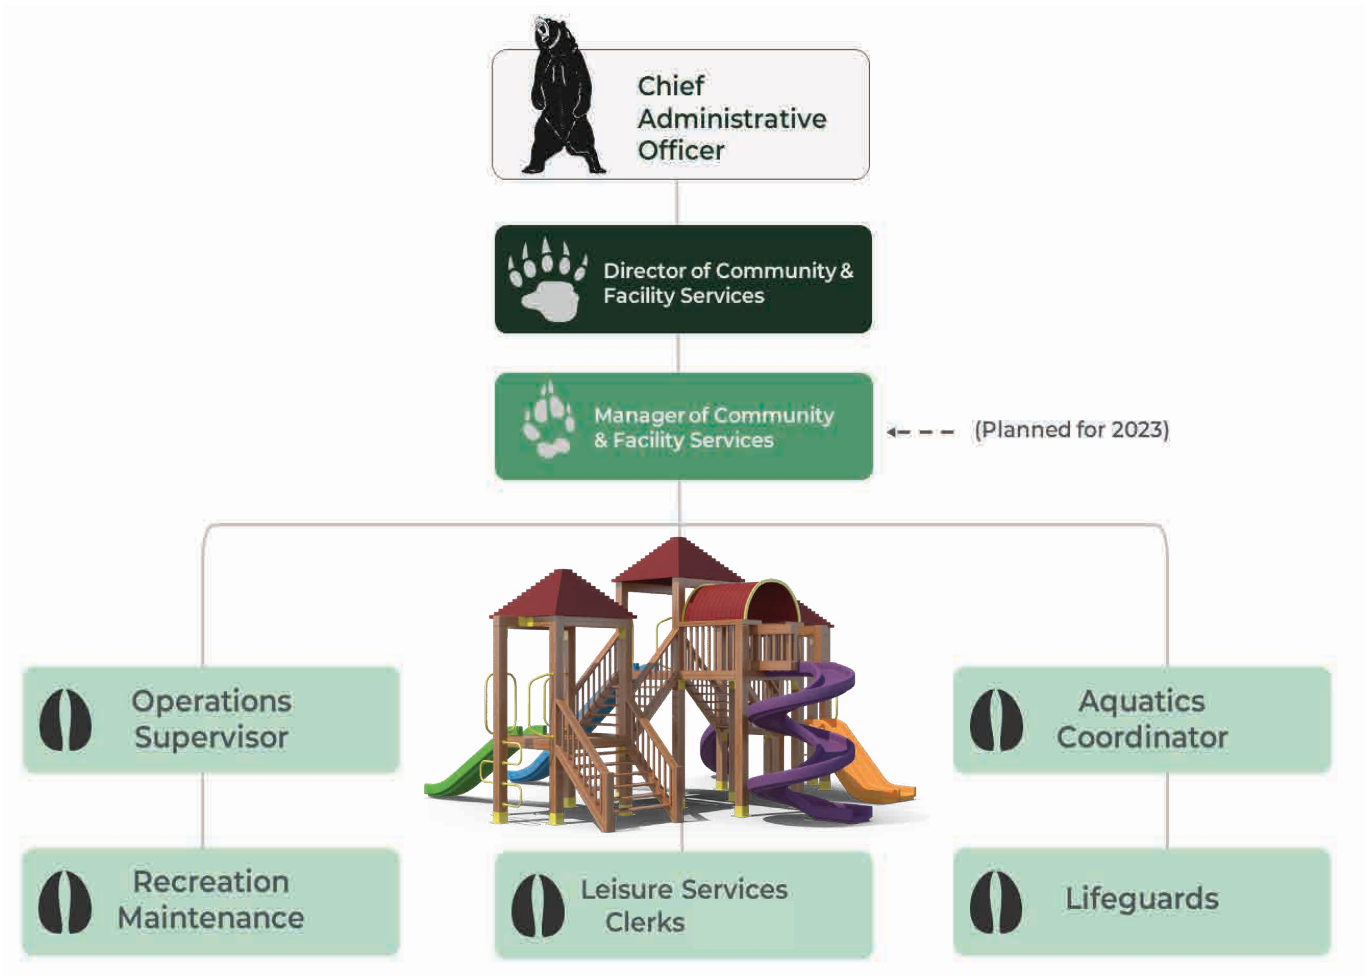 Chief
Administrative
Officer
Director of Community &
Facility Services
Manager of Community
& Facility Services
(Planned for 2023)
Operations
Supervisor
Aquatics
Coordinator
Recreation
Maintenance
Leisure Services
Clerks
Lifeguards